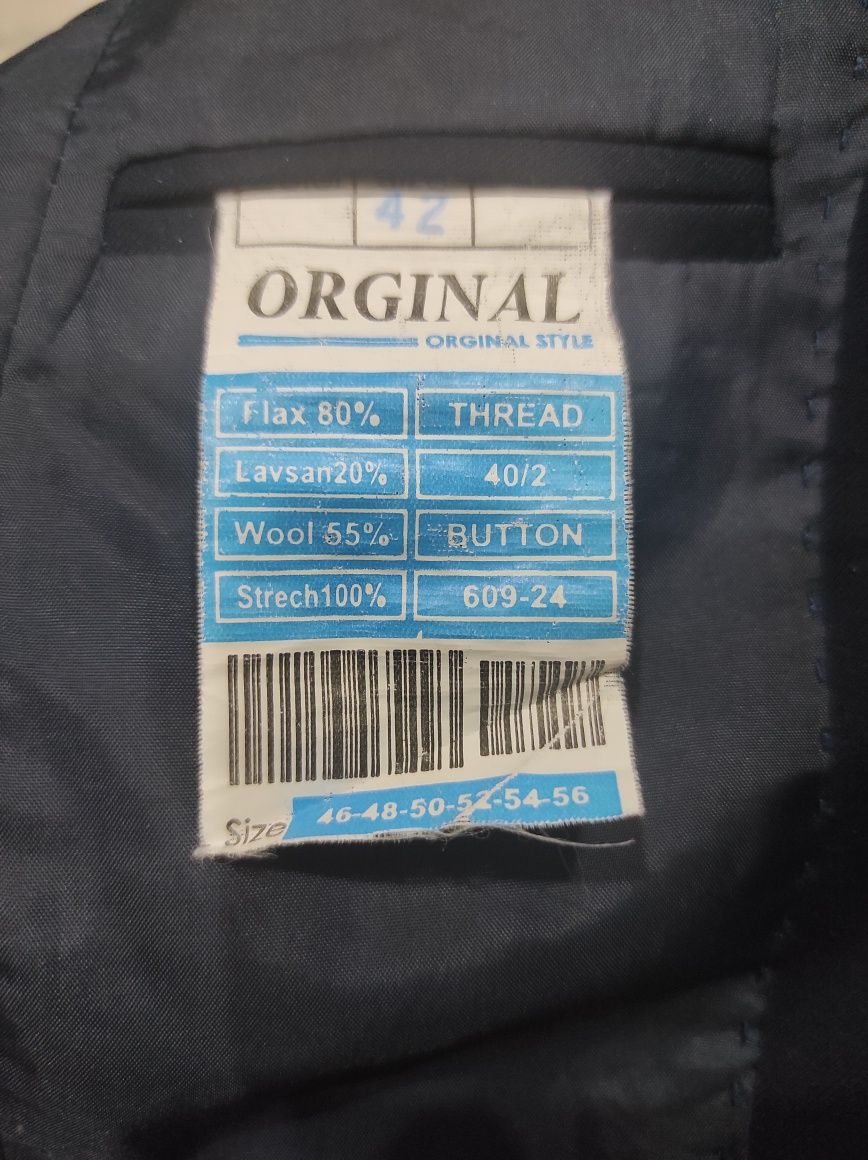 42
ORGINAL
ORGINAL STYLE
Flax 80% THREAD
Lavsan20% 40/2
Wool 55% BUTTON
Strech100% 609-24
Size 46-48-50-52-54-56